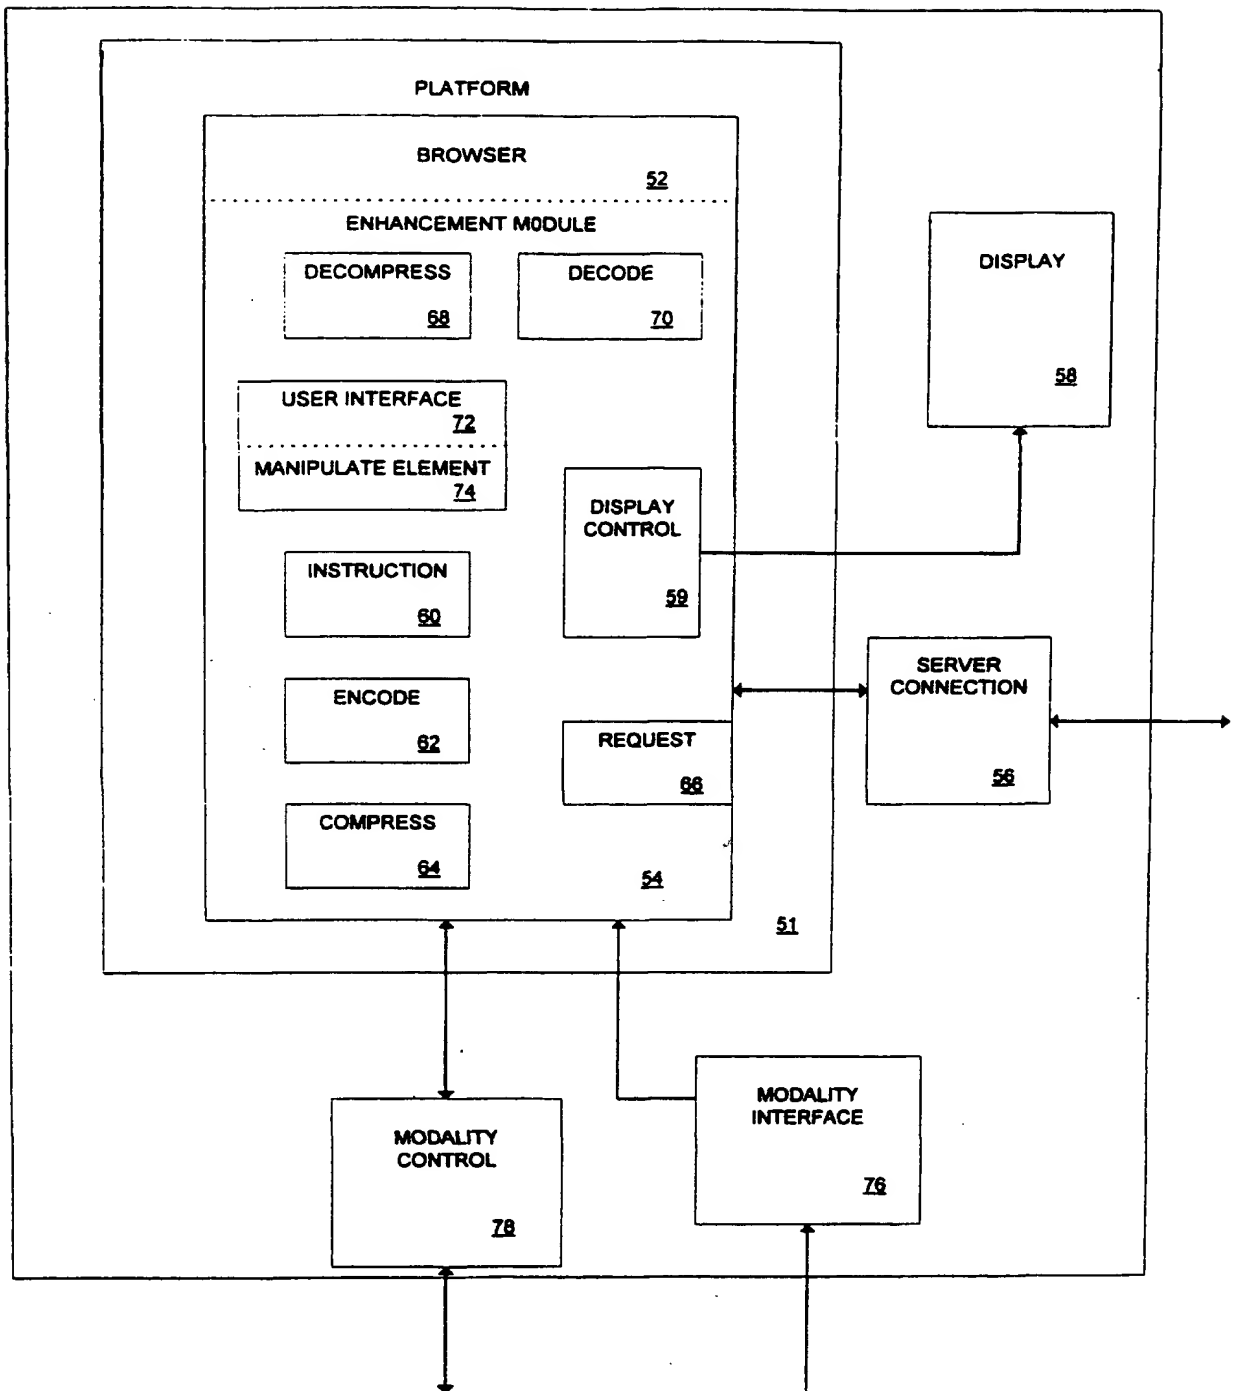 PLATFORM
BROWSER
52
ENHANCEMENT MODULE
DECOMPRESS
68
DECODE
70
DISPLAY
58
USER INTERFACE
72
MANIPULATE ELEMENT
74
DISPLAY
CONTROL
59
INSTRUCTION
60
SERVER
CONNECTION
56
ENCODE
62
REQUEST
66
COMPRESS
64
54
51
MODALITY
INTERFACE
76
MODALITY
CONTROL
78